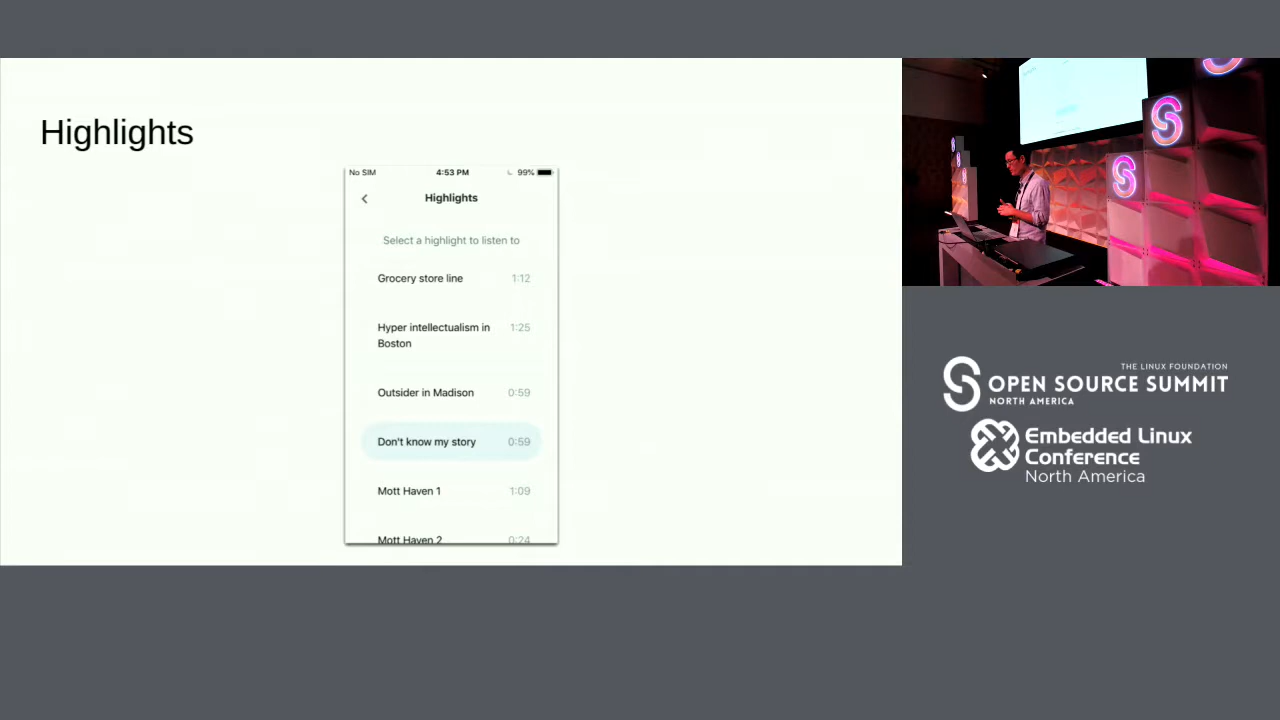 Highlights
No SIM
4:53 PM
99%
Highlights
Select a highlight to listen to
Grocery store line
1:12
Hyper intellectualism in
Boston
1:25
Outsider in Madison
0:59
Don't know my story
0:59
Mott Haven 1
1:09
Mott Haven 2
0:24
THE LINUX FOUNDATION
OPEN SOURCE SUMMIT
NORTH AMERICA
Embedded Linux
Conference
North America